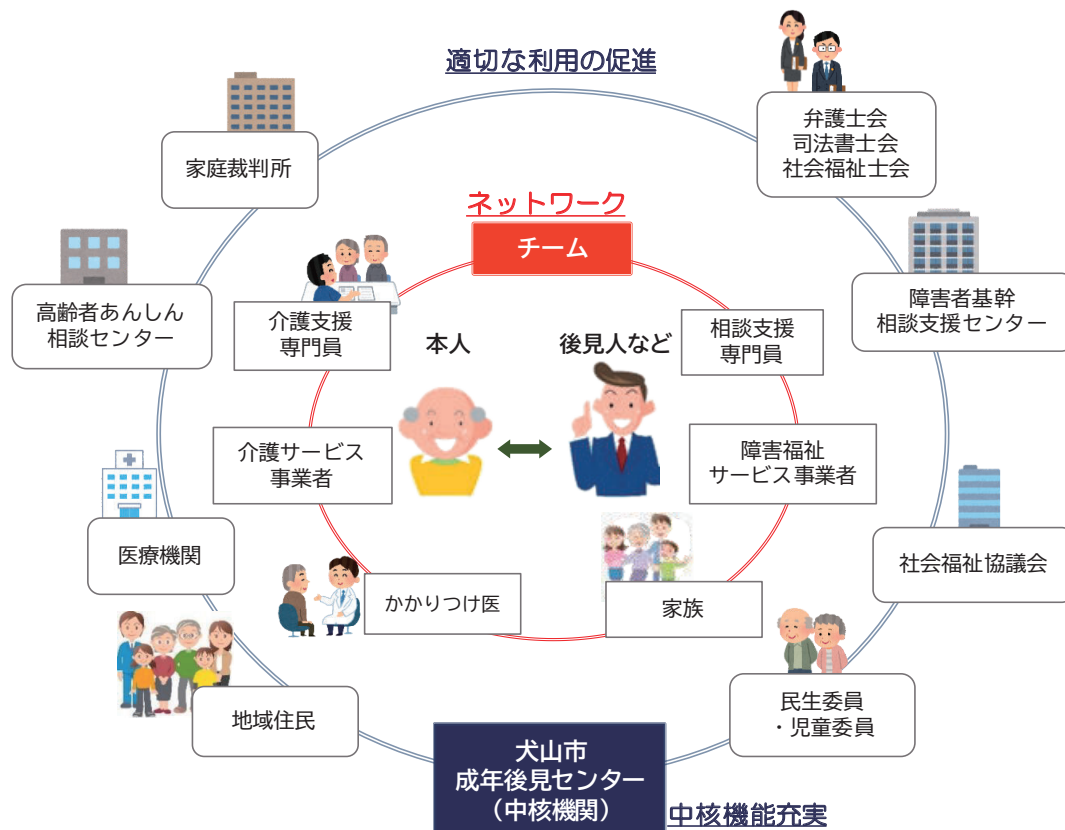 適切な利用の促進
弁護士会
司法書士会
社会福祉士会
家庭裁判所
ネットワーク
チーム
高齢者あんしん
相談センター
障害者基幹
相談支援センター
介護支援
専門員
本人
後見人など
相談支援
専門員
介護サービス
事業者
障害福祉
サービス事業者
医療機関
社会福祉協議会
かかりつけ医
家族
地域住民
民生委員
・児童委員
犬山市
成年後見センター
（中核機関）
中核機能充実